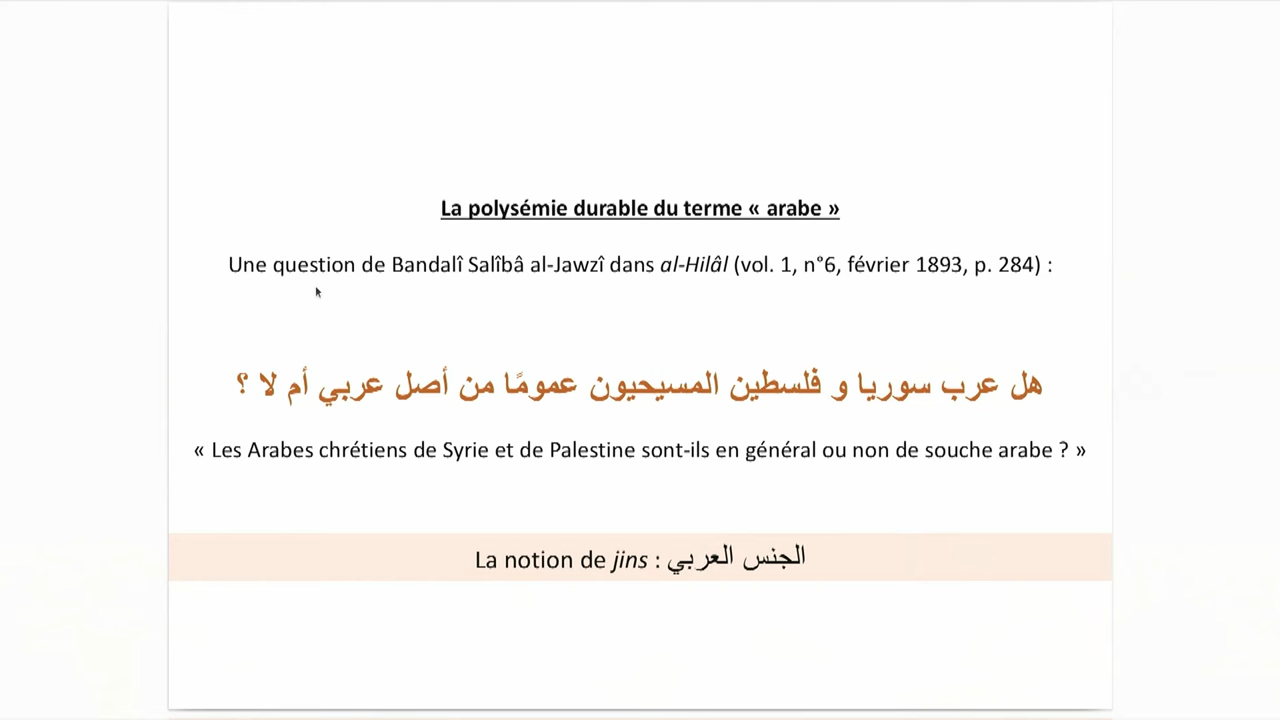 La polysémie durable du terme « arabe »
Une question de Bandalî Salîbâ al-Jawzî dans al-Hilâl (vol. 1, n°6, février 1893, p. 284) :
هل عرب سوريا و فلسطين المسيحيون عمومًا من أصل عربي أم لا ؟
« Les Arabes chrétiens de Syrie et de Palestine sont-ils en général ou non de souche arabe ? »
La notion de jins : الجنس العربي